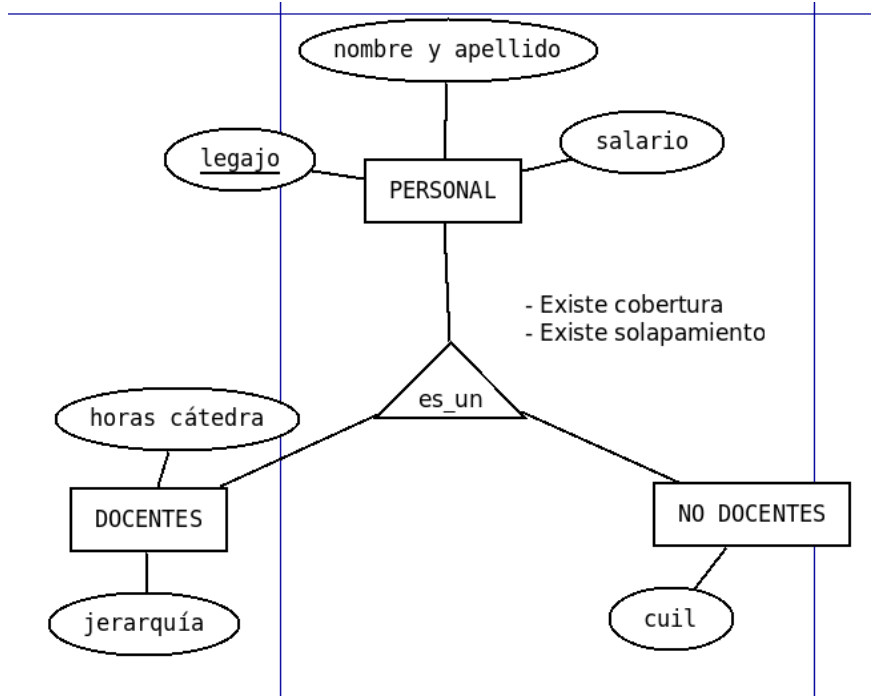 nombre y apellido
legajo
salario
PERSONAL
- Existe cobertura
- Existe solapamiento
es_un
horas cátedra
DOCENTES
NO DOCENTES
jerarquía
cuil